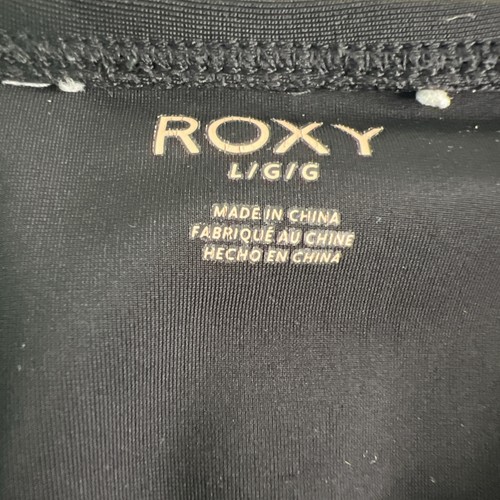 ROXY
L/G/G
MADE IN CHINA
FABRIQUÉ AU CHINE
HECHO EN CHINA